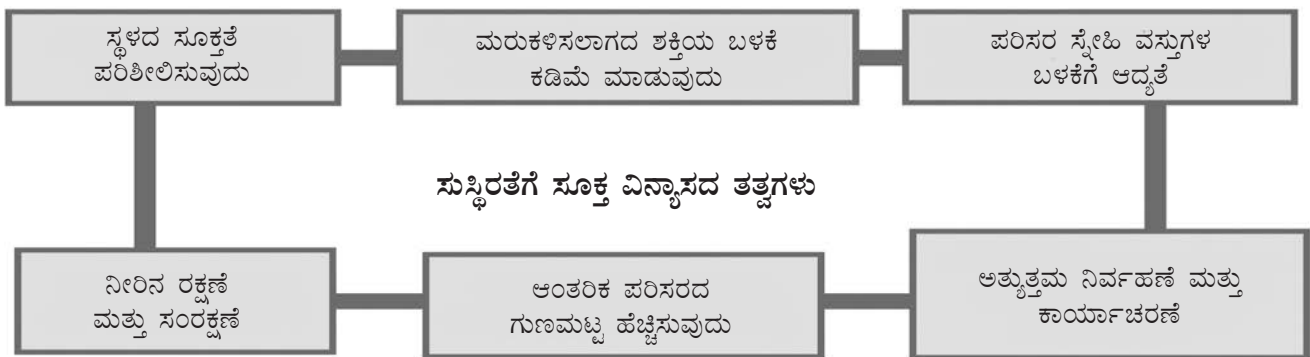 ಸ್ಥಳದ ಸೂಕ್ತತೆ
ಪರಿಶೀಲಿಸುವುದು
ಮರುಕಳಿಸಲಾಗದ ಶಕ್ತಿಯ ಬಳಕೆ
ಕಡಿಮೆ ಮಾಡುವುದು
ಪರಿಸರ ಸ್ನೇಹಿ ವಸ್ತುಗಳ
ಬಳಕೆಗೆ ಆದ್ಯತೆ
ಸುಸ್ಥಿರತೆಗೆ ಸೂಕ್ತ ವಿನ್ಯಾಸದ ತತ್ವಗಳು
ನೀರಿನ ರಕ್ಷಣೆ
ಮತ್ತು ಸಂರಕ್ಷಣೆ
ಆಂತರಿಕ ಪರಿಸರದ
ಗುಣಮಟ್ಟ ಹೆಚ್ಚಿಸುವುದು
ಅತ್ಯುತ್ತಮ ನಿರ್ವಹಣೆ ಮತ್ತು
ಕಾರ್ಯಾಚರಣೆ